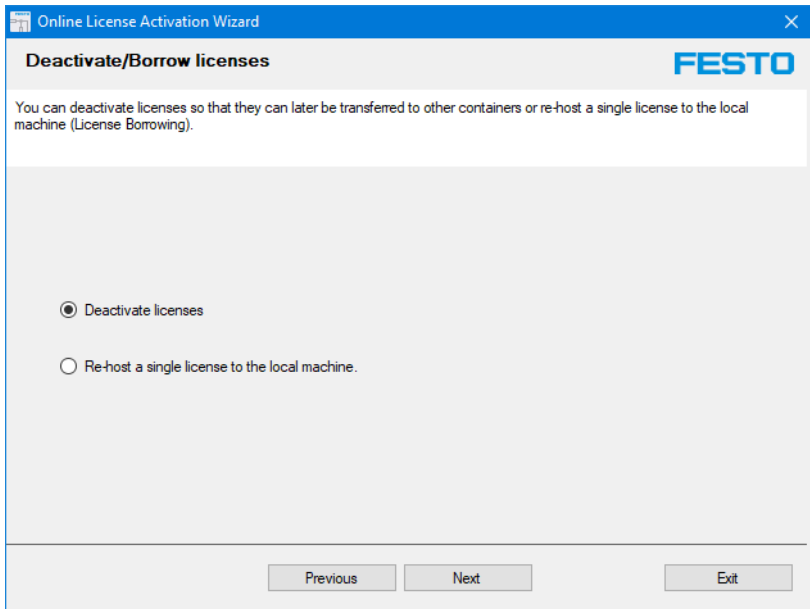 Online License Activation Wizard
Deactivate/Borrow licenses
FESTO
You can deactivate licenses so that they can later be transferred to other containers or re-host a single license to the local
machine (License Borrowing).
Deactivate licenses
Re-host a single license to the local machine.
Previous
Next
Exit